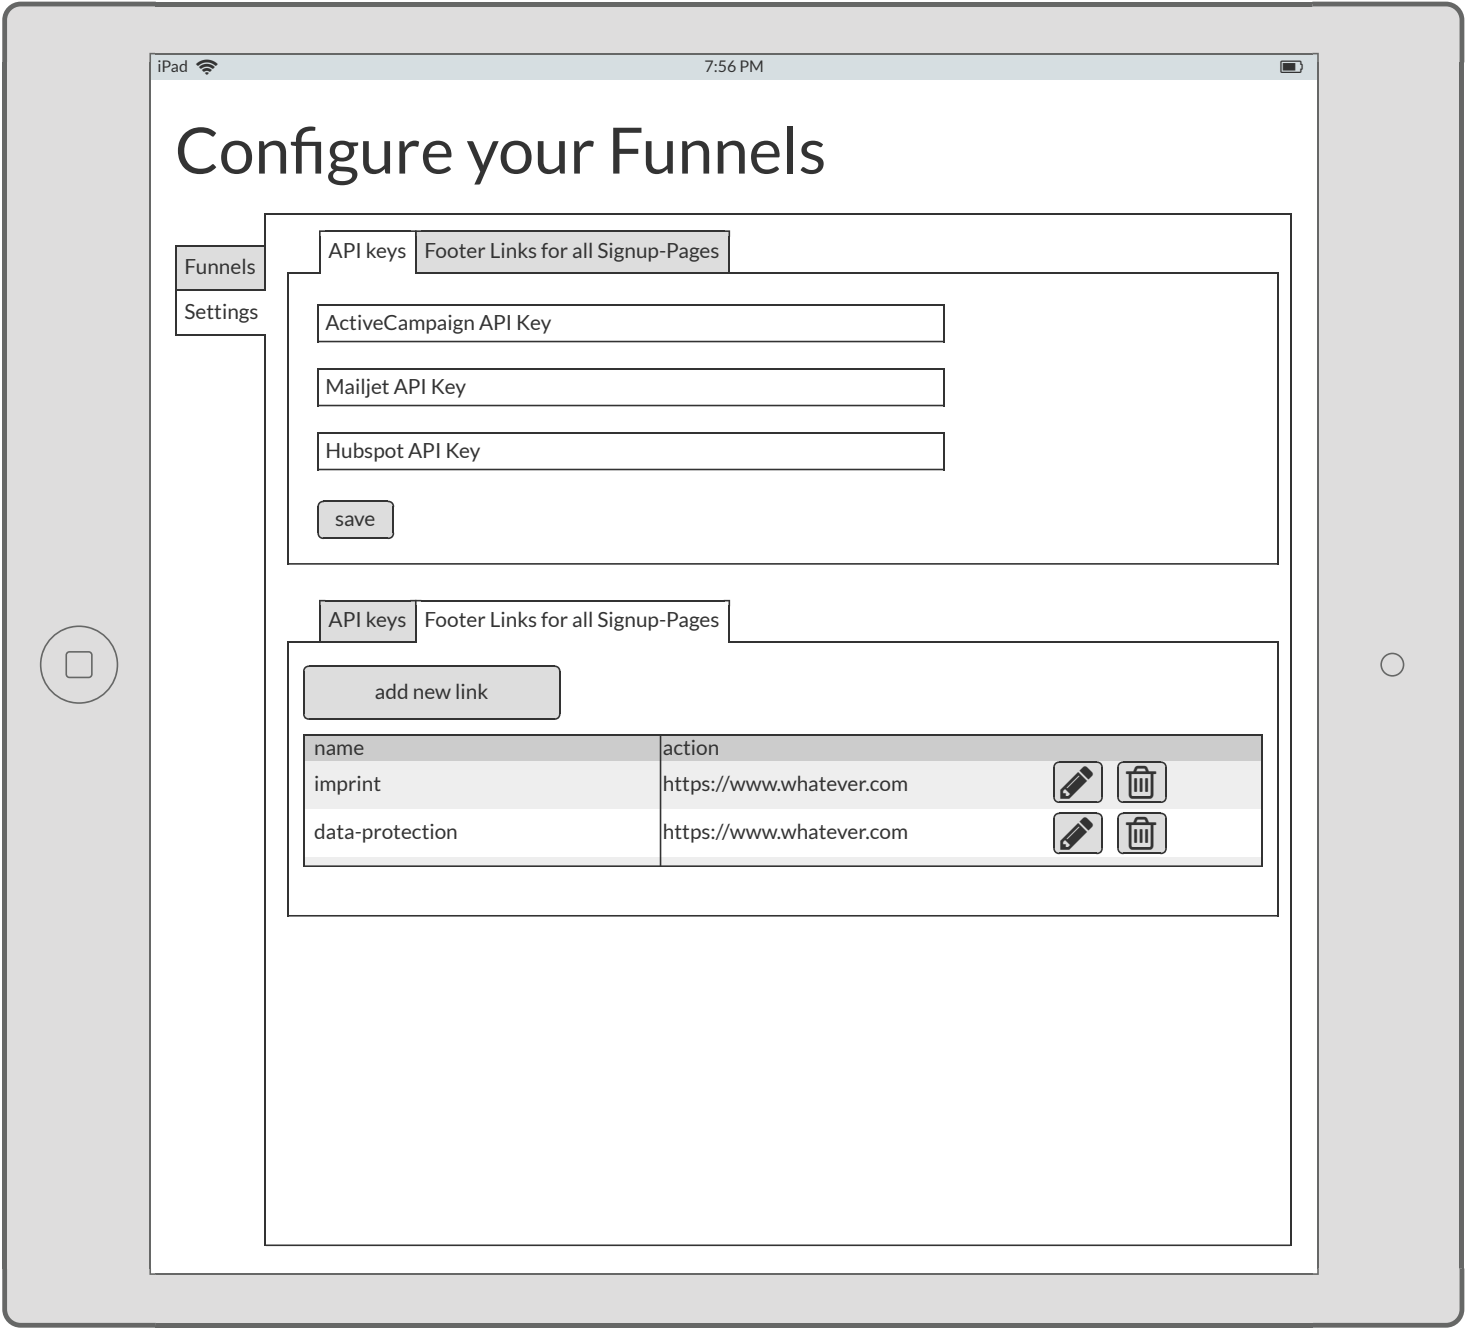 iPad
7:56 PM
Configure your Funnels
Funnels
Settings
API keys
Footer Links for all Signup-Pages
ActiveCampaign API Key
Mailjet API Key
Hubspot API Key
save
API keys
Footer Links for all Signup-Pages
add new link
name action
imprint https://www.whatever.com
data-protection https://www.whatever.com